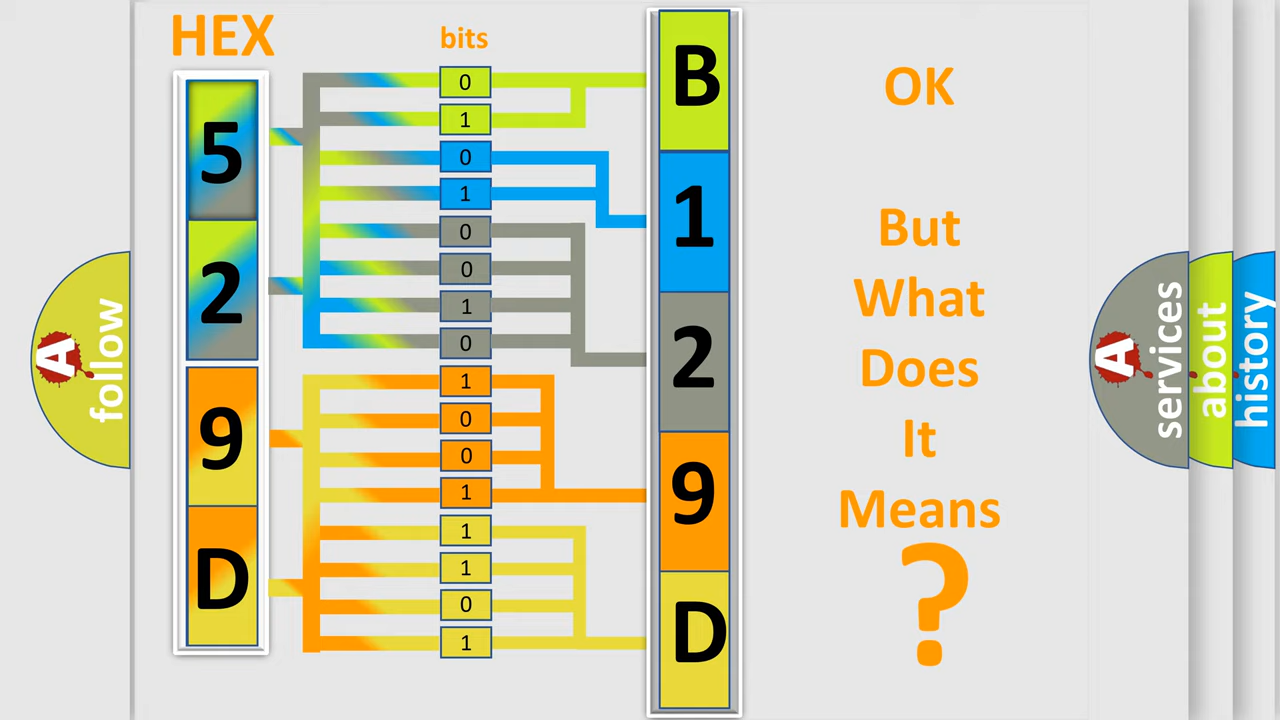 HEX
bits
5
2
9
D
0
1
0
1
0
0
1
0
1
0
0
1
1
1
0
1
B
1
2
9
D
OK
But
What
Does
It
Means
?
A
follow
A
services
about
history